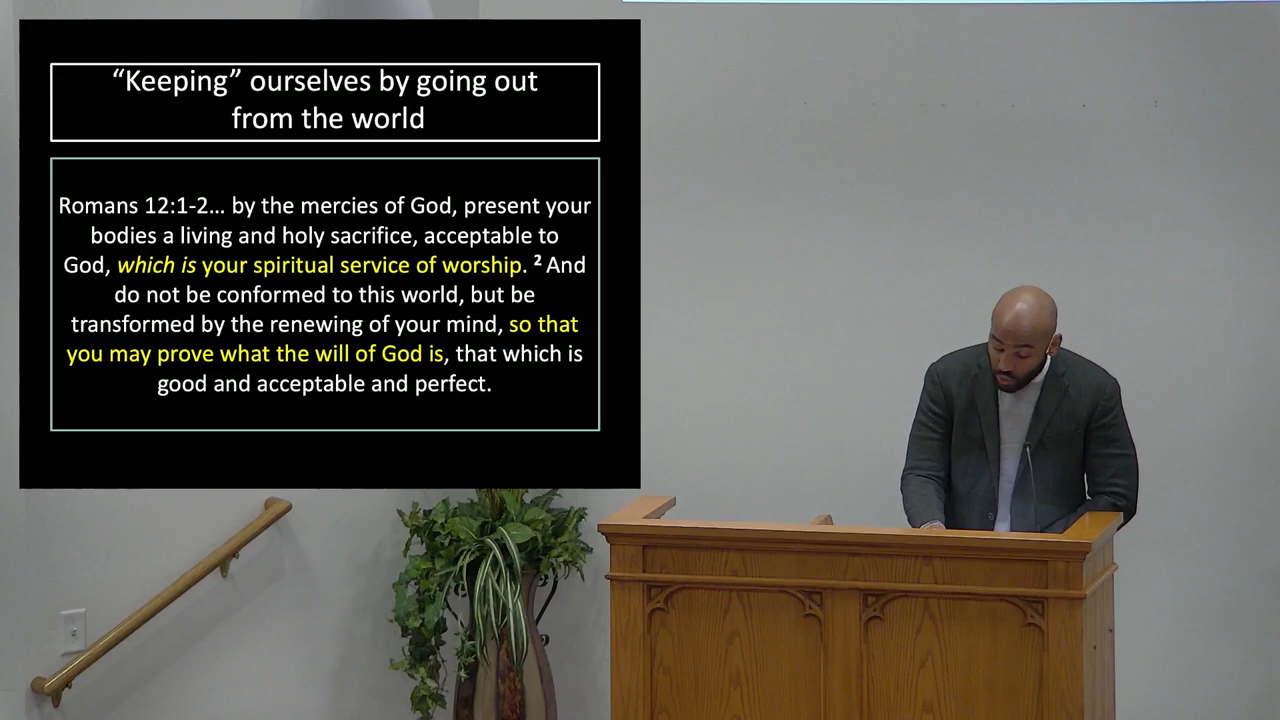 “Keeping” ourselves by going out
from the world
Romans 12:1-2… by the mercies of God, present your
bodies a living and holy sacrifice, acceptable to
God, which is your spiritual service of worship. ² And
do not be conformed to this world, but be
transformed by the renewing of your mind, so that
you may prove what the will of God is, that which is
good and acceptable and perfect.